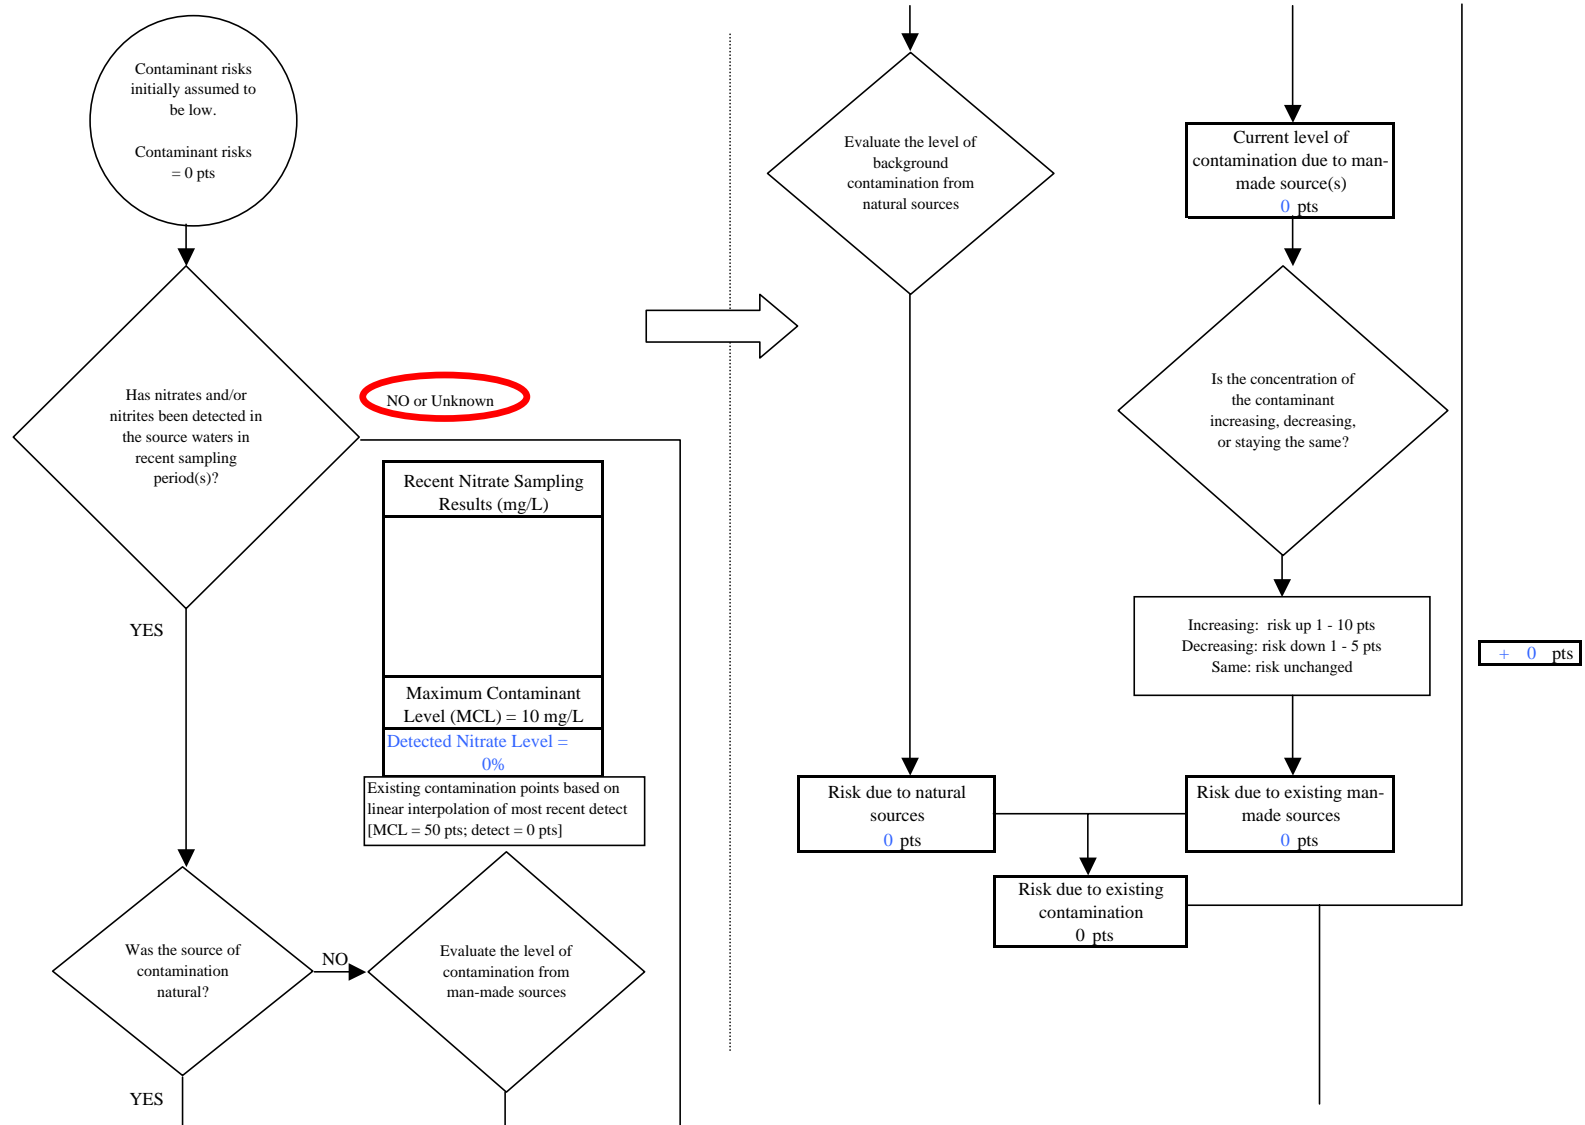 Contaminant risks
initially assumed to
be low.
Contaminant risks
= 0 pts
Has nitrates and/or
nitrites been detected in
the source waters in
recent sampling
period(s)?
NO or Unknown
YES
Recent Nitrate Sampling
Results (mg/L)
Maximum Contaminant
Level (MCL) = 10 mg/L
Detected Nitrate Level =
0%
Existing contamination points based on
linear interpolation of most recent detect
[MCL = 50 pts; detect = 0 pts]
Was the source of
contamination
natural?
NO
Evaluate the level of
contamination from
man-made sources
YES
Evaluate the level of
background
contamination from
natural sources
Current level of
contamination due to man-
made source(s)
0 pts
Is the concentration of
the contaminant
increasing, decreasing,
or staying the same?
Increasing: risk up 1 - 10 pts
Decreasing: risk down 1 - 5 pts
Same: risk unchanged
+ 0 pts
Risk due to natural
sources
0 pts
Risk due to existing man-
made sources
0 pts
Risk due to existing
contamination
0 pts